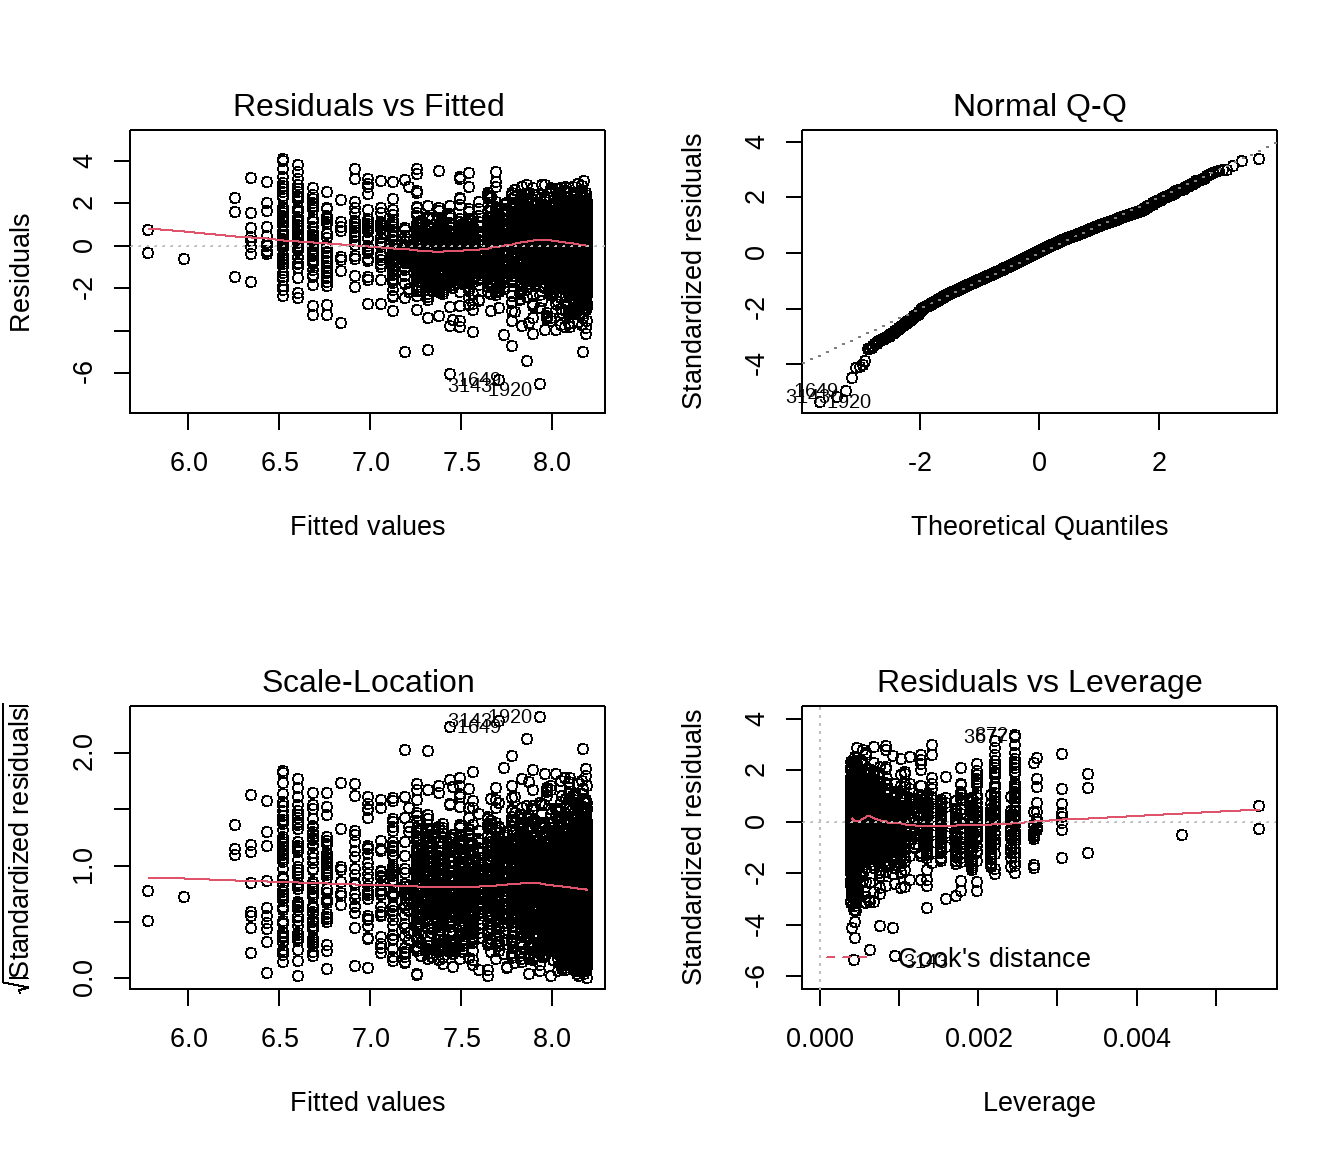 Residuals vs Fitted
Residuals
4
2
0
-2
-6
1649
3143
1920
6.0 6.5 7.0 7.5 8.0
Fitted values
Normal Q-Q
Standardized residuals
4
2
0
-2
-4
1649
1920
-2 0 2
Theoretical Quantiles
Scale-Location
√|Standardized residuals|
2.0
1.0
0.0
1920
3143
1649
6.0 6.5 7.0 7.5 8.0
Fitted values
Residuals vs Leverage
Standardized residuals
4
2
0
-2
-4
-6
Cook's distance
3143
0.000 0.002 0.004
Leverage